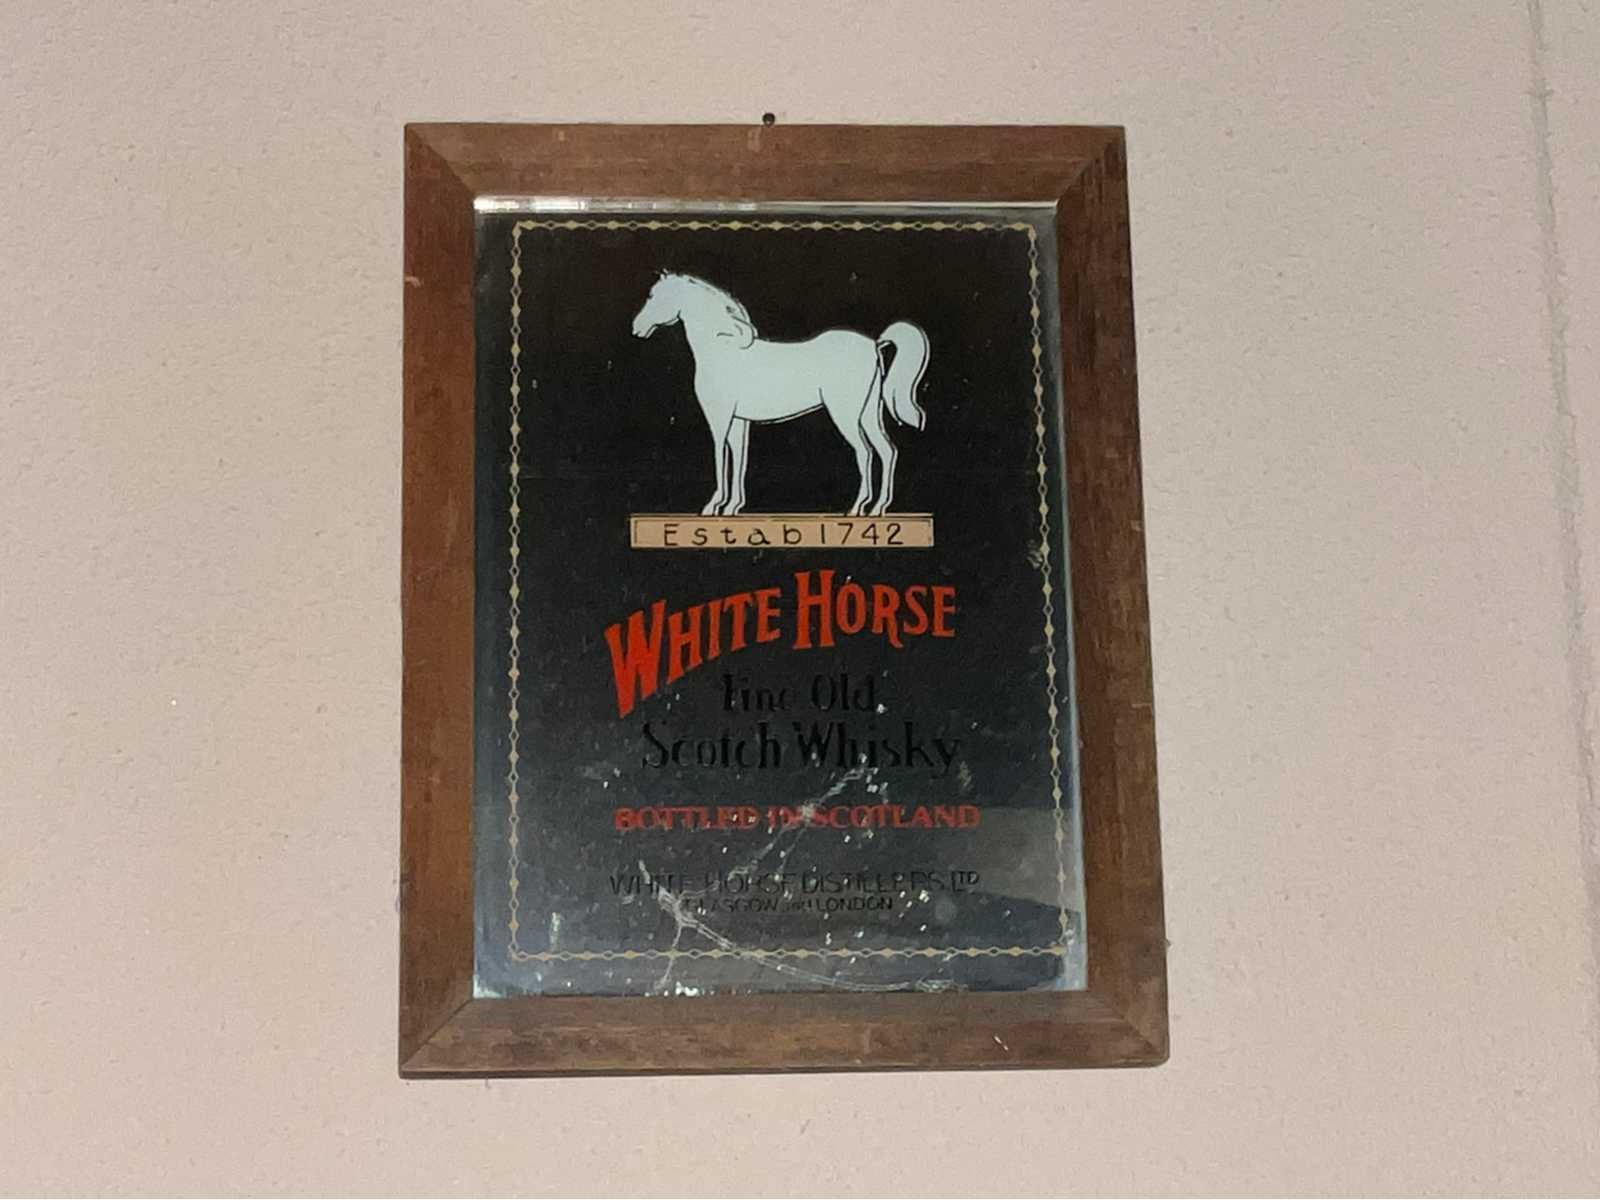 Estab 1742
WHITE HORSE
Fine Old
Scotch Whisky
BOTTLED IN SCOTLAND
WHITE HORSE DISTILLERS LTD
GLASGOW and LONDON